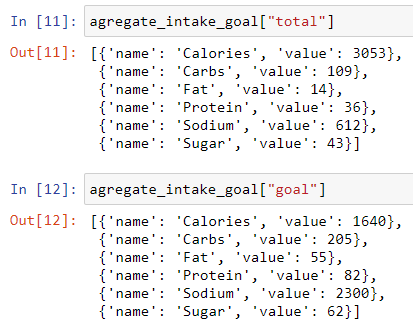 In [11]: agregate_intake_goal["total"]
Out[11]: [{'name': 'Calories', 'value': 3053},
{'name': 'Carbs', 'value': 109},
{'name': 'Fat', 'value': 14},
{'name': 'Protein', 'value': 36},
{'name': 'Sodium', 'value': 612},
{'name': 'Sugar', 'value': 43}]
In [12]: agregate_intake_goal["goal"]
Out[12]: [{'name': 'Calories', 'value': 1640},
{'name': 'Carbs', 'value': 205},
{'name': 'Fat', 'value': 55},
{'name': 'Protein', 'value': 82},
{'name': 'Sodium', 'value': 2300},
{'name': 'Sugar', 'value': 62}]